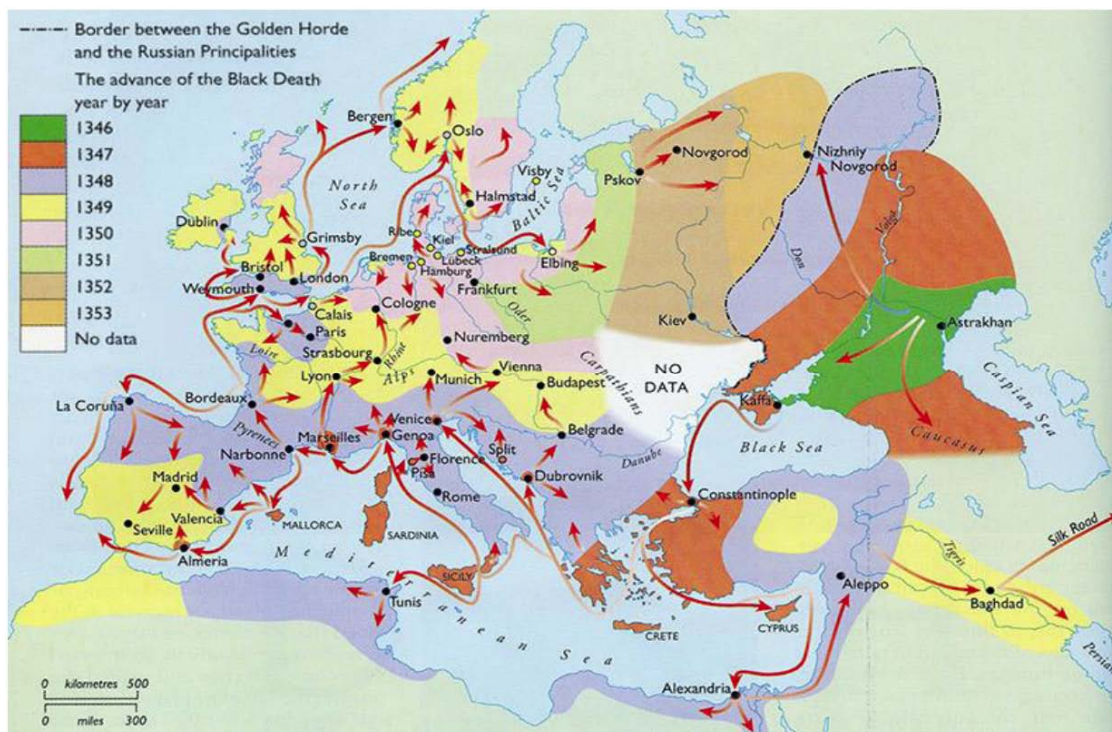 Border between the Golden Horde
and the Russian Principalities
The advance of the Black Death
year by year
1346
1347
1348
1349
1350
1351
1352
1353
No data
Bergen
Oslo
North
Sea
Visby
Halmstad
Baltic Sea
Novgorod
Pskov
Nizhniy
Novgorod
Volga
Don
Dublin
Grimsby
Ribe
Kiel
Stralsund
Lübeck
Bremen
Hamburg
Elbing
Bristol
London
Weymouth
Calais
Cologne
Frankfurt
Oder
Kiev
Astrakhan
Paris
Loire
Strasbourg
Rhine
Nuremberg
Carpathians
NO
DATA
Lyon
Alps
Munich
Vienna
Budapest
Caspian Sea
La Coruña
Bordeaux
Venice
Genoa
Belgrade
Kaffa
Caucasus
Black Sea
Pyrenees
Marseilles
Narbonne
Florence
Pisa
Split
Danube
Dubrovnik
Madrid
Rome
Constantinople
Valencia
MALLORCA
SARDINIA
Seville
Almeria
Mediterranean Sea
SICILY
Tunis
Silk Road
Tigris
Aleppo
Baghdad
CYPRUS
CRETE
Persian
Alexandria
0 kilometres 500
0 miles 300